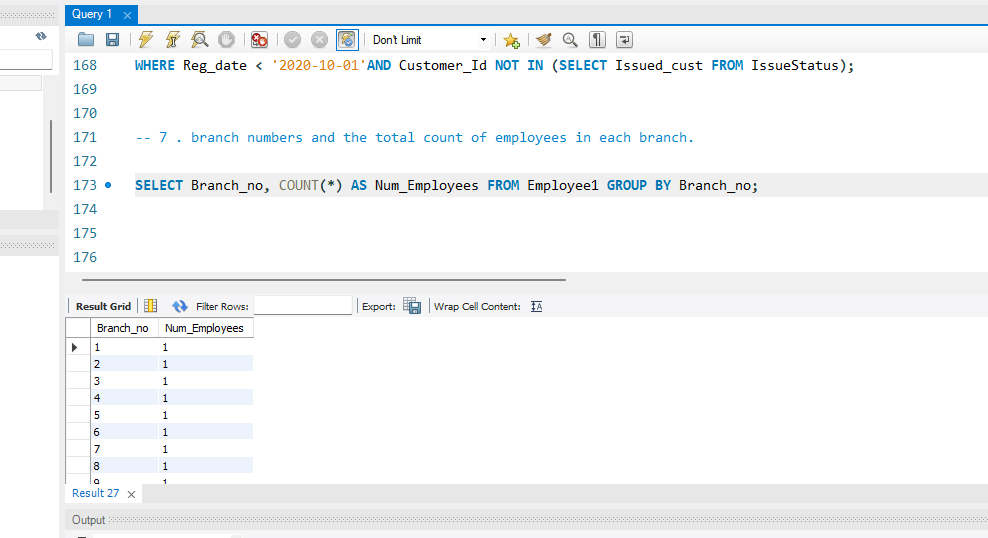 Query 1
Don't Limit
168 WHERE Reg_date < '2020-10-01'AND Customer_Id NOT IN (SELECT Issued_cust FROM IssueStatus);
169
170
171 -- 7 . branch numbers and the total count of employees in each branch.
172
173 SELECT Branch_no, COUNT(*) AS Num_Employees FROM Employee1 GROUP BY Branch_no;
174
175
176
Result Grid Filter Rows: Export: Wrap Cell Content:
Branch_no Num_Employees
1 1
2 1
3 1
4 1
5 1
6 1
7 1
8 1
9 1
Result 27
Output